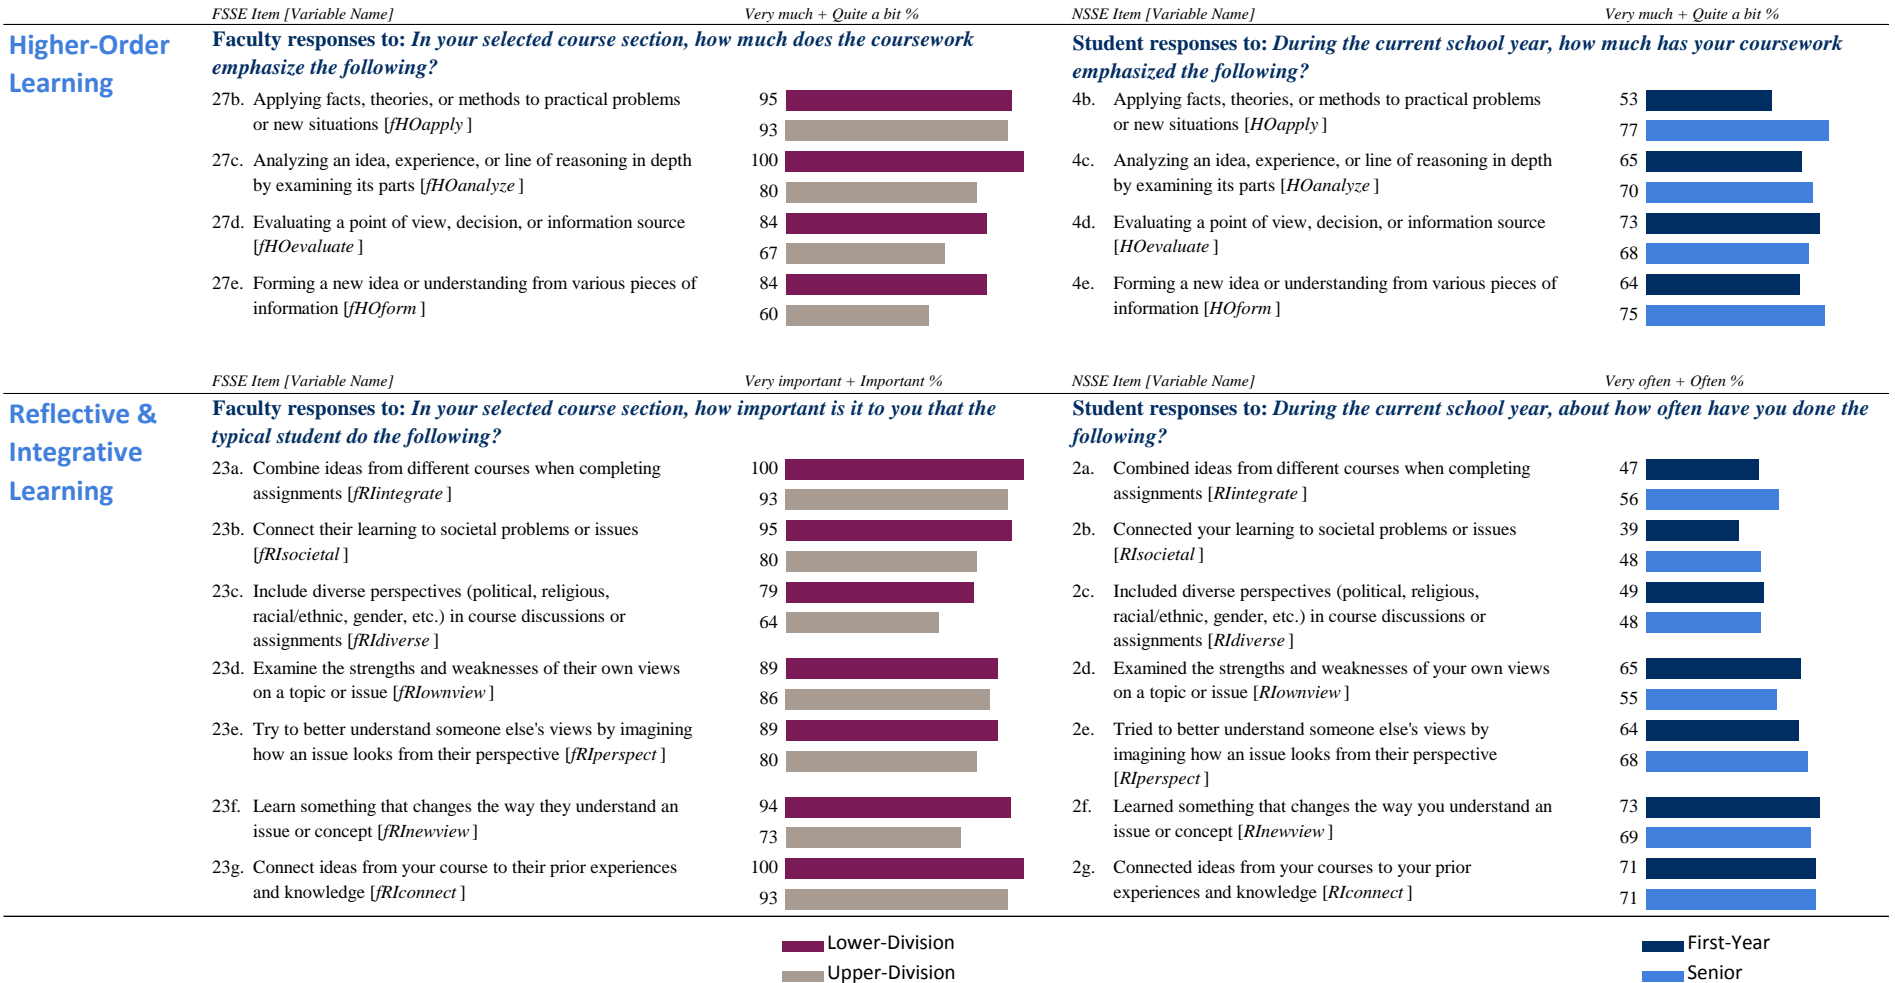 FSSE Item [Variable Name] Very much + Quite a bit % NSSE Item [Variable Name] Very much + Quite a bit %
Higher-Order
Learning
Faculty responses to: In your selected course section, how much does the coursework
emphasize the following?
27b. Applying facts, theories, or methods to practical problems 95
or new situations [fHOapply ] 93
27c. Analyzing an idea, experience, or line of reasoning in depth 100
by examining its parts [fHOanalyze ] 80
27d. Evaluating a point of view, decision, or information source 84
[fHOevaluate ] 67
27e. Forming a new idea or understanding from various pieces of 84
information [fHOform ] 60
Student responses to: During the current school year, how much has your coursework
emphasized the following?
4b. Applying facts, theories, or methods to practical problems 53
or new situations [HOapply ] 77
4c. Analyzing an idea, experience, or line of reasoning in depth 65
by examining its parts [HOanalyze ] 70
4d. Evaluating a point of view, decision, or information source 73
[HOevaluate ] 68
4e. Forming a new idea or understanding from various pieces of 64
information [HOform ] 75
FSSE Item [Variable Name] Very important + Important % NSSE Item [Variable Name] Very often + Often %
Reflective &
Integrative
Learning
Faculty responses to: In your selected course section, how important is it to you that the
typical student do the following?
23a. Combine ideas from different courses when completing 100
assignments [fRIintegrate ] 93
23b. Connect their learning to societal problems or issues 95
[fRIsocietal ] 80
23c. Include diverse perspectives (political, religious, 79
racial/ethnic, gender, etc.) in course discussions or 64
assignments [fRIdiverse ]
23d. Examine the strengths and weaknesses of their own views 89
on a topic or issue [fRIownview ] 86
23e. Try to better understand someone else's views by imagining 89
how an issue looks from their perspective [fRIperspect ] 80
23f. Learn something that changes the way they understand an 94
issue or concept [fRInewview ] 73
23g. Connect ideas from your course to their prior experiences 100
and knowledge [fRIconnect ] 93
Student responses to: During the current school year, about how often have you done the
following?
2a. Combined ideas from different courses when completing 47
assignments [RIintegrate ] 56
2b. Connected your learning to societal problems or issues 39
[RIsocietal ] 48
2c. Included diverse perspectives (political, religious, 49
racial/ethnic, gender, etc.) in course discussions or 48
assignments [RIdiverse ]
2d. Examined the strengths and weaknesses of your own views 65
on a topic or issue [RIownview ] 55
2e. Tried to better understand someone else's views by 64
imagining how an issue looks from their perspective 68
[RIperspect ]
2f. Learned something that changes the way you understand an 73
issue or concept [RInewview ] 69
2g. Connected ideas from your courses to your prior 71
experiences and knowledge [RIconnect ] 71
Lower-Division
Upper-Division
First-Year
Senior